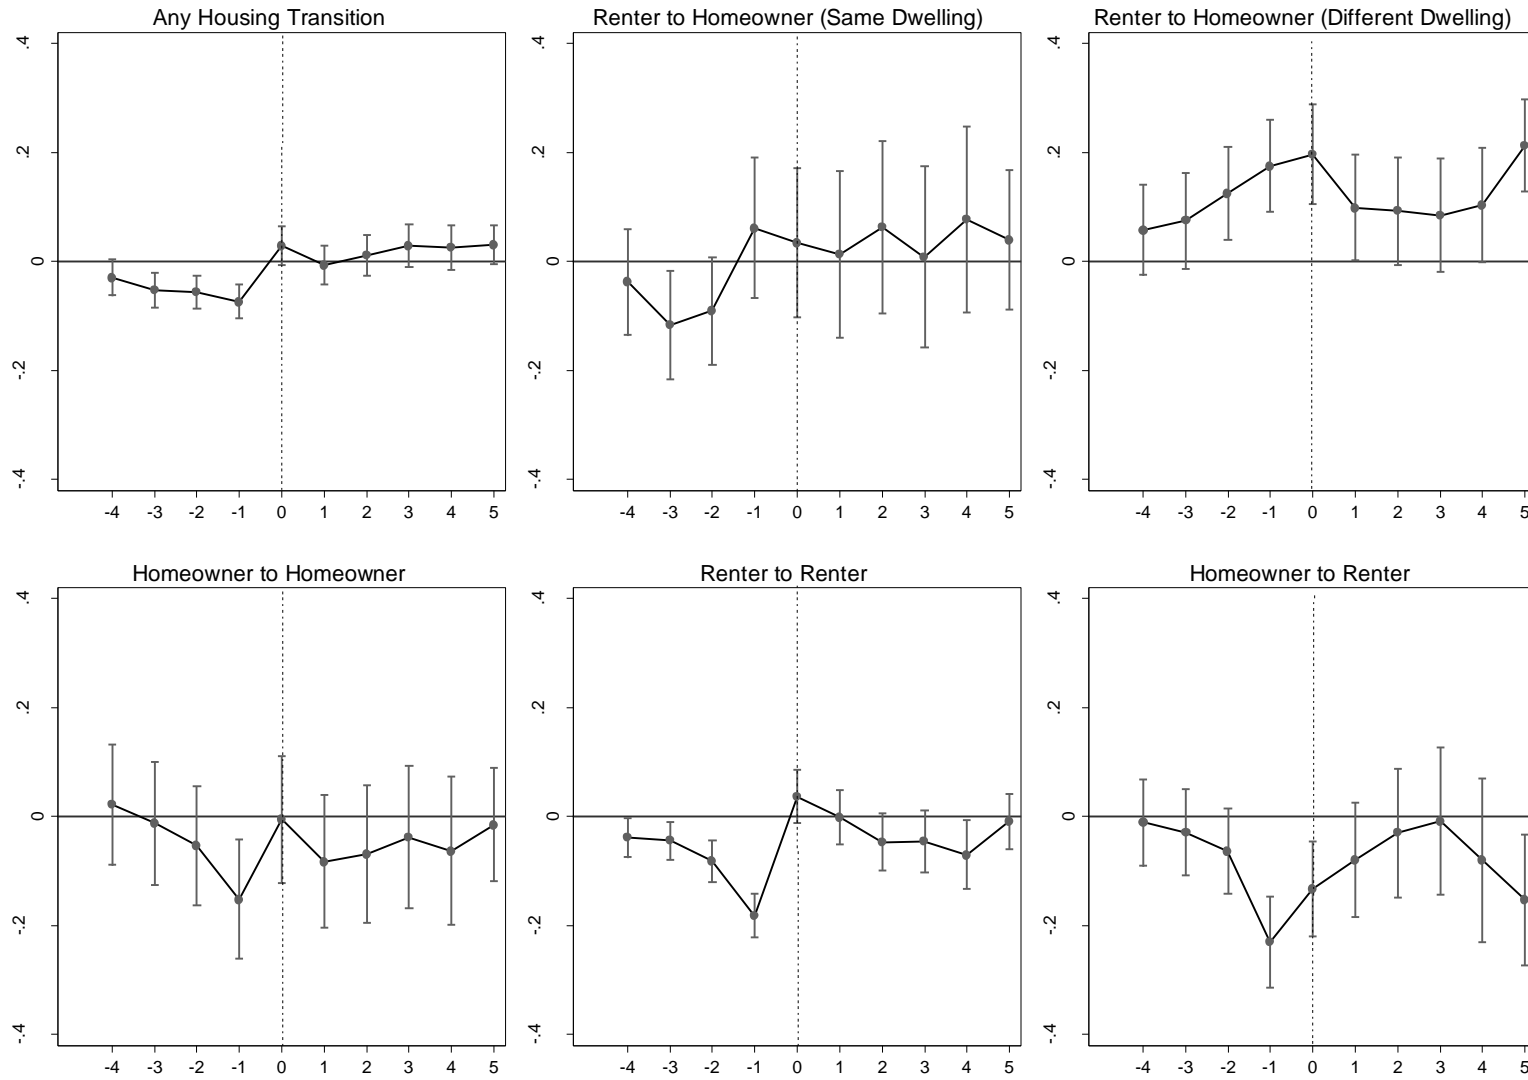 Any Housing Transition
Renter to Homeowner (Same Dwelling)
Renter to Homeowner (Different Dwelling)
.4
.2
0
-.2
-.4
-4 -3 -2 -1 0 1 2 3 4 5
.4
.2
0
-.2
-.4
-4 -3 -2 -1 0 1 2 3 4 5
.4
.2
0
-.2
-.4
-4 -3 -2 -1 0 1 2 3 4 5
Homeowner to Homeowner
Renter to Renter
Homeowner to Renter
.4
.2
0
-.2
-.4
-4 -3 -2 -1 0 1 2 3 4 5
.4
.2
0
-.2
-.4
-4 -3 -2 -1 0 1 2 3 4 5
.4
.2
0
-.2
-.4
-4 -3 -2 -1 0 1 2 3 4 5